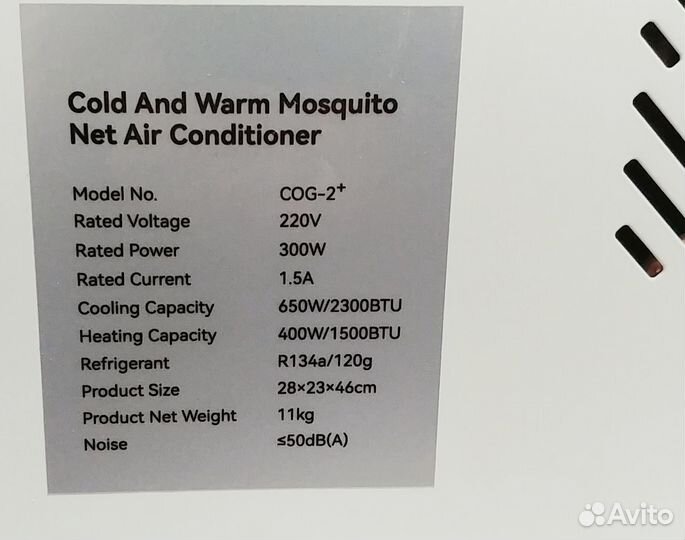 Cold And Warm Mosquito
Net Air Conditioner
Model No. COG-2⁺
Rated Voltage 220V
Rated Power 300W
Rated Current 1.5A
Cooling Capacity 650W/2300BTU
Heating Capacity 400W/1500BTU
Refrigerant R134a/120g
Product Size 28×23×46cm
Product Net Weight 11kg
Noise ≤50dB(A)
Avito